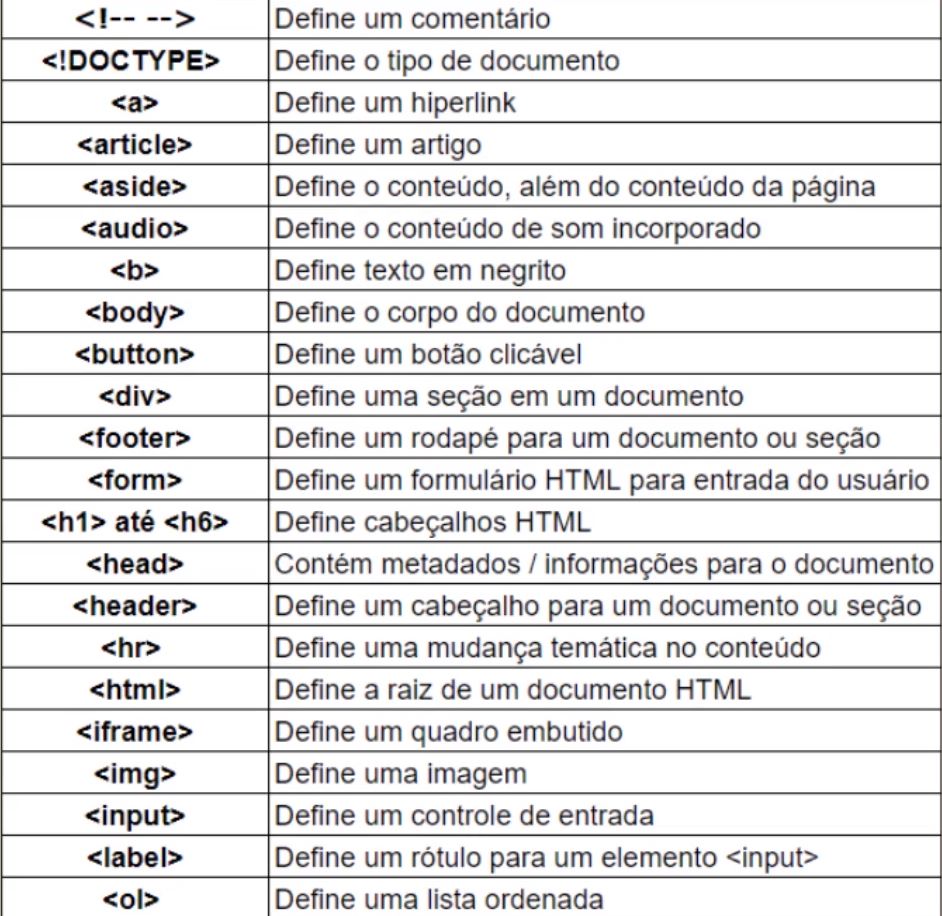 <!-- --> Define um comentário
<!DOCTYPE> Define o tipo de documento
<a> Define um hiperlink
<article> Define um artigo
<aside> Define o conteúdo, além do conteúdo da página
<audio> Define o conteúdo de som incorporado
<b> Define texto em negrito
<body> Define o corpo do documento
<button> Define um botão clicável
<div> Define uma seção em um documento
<footer> Define um rodapé para um documento ou seção
<form> Define um formulário HTML para entrada do usuário
<h1> até <h6> Define cabeçalhos HTML
<head> Contém metadados / informações para o documento
<header> Define um cabeçalho para um documento ou seção
<hr> Define uma mudança temática no conteúdo
<html> Define a raiz de um documento HTML
<iframe> Define um quadro embutido
<img> Define uma imagem
<input> Define um controle de entrada
<label> Define um rótulo para um elemento <input>
<ol> Define uma lista ordenada